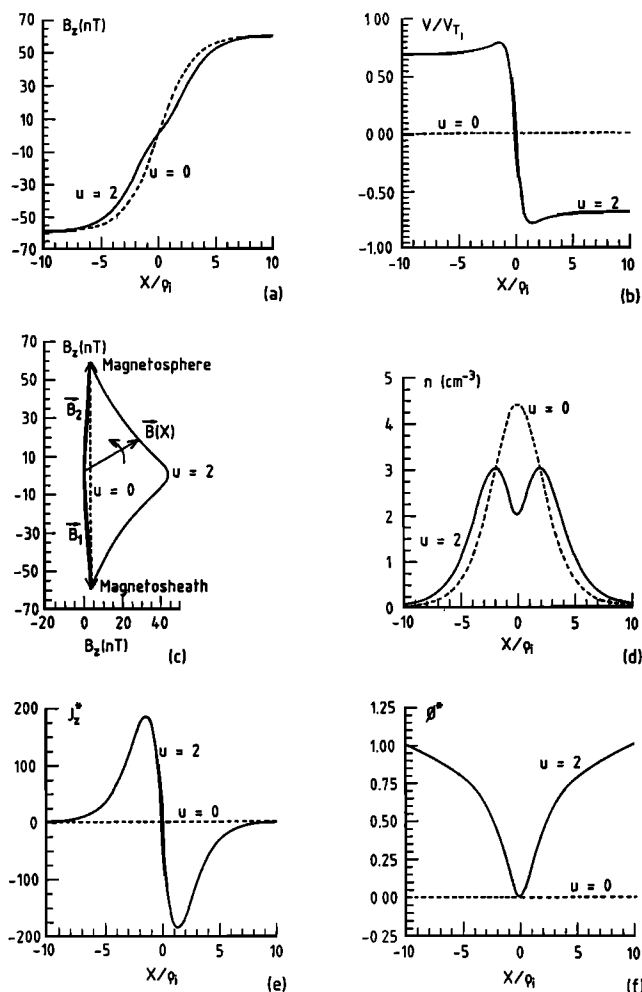 B_z(nT)
70
50
30
10
-10
-30
-50
-70
u = 2
u = 0
-10 -5 0 5 10
X/ρ_i
(a)
V/V_Ti
1.00
0.50
0.00
-0.50
-1.00
u = 0
u = 2
-10 -5 0 5 10
X/ρ_i
(b)
70
50
30
10
-10
-30
-50
-70
B_z(nT)
Magnetosphere
B⃗_2
B⃗(X)
u = 0
u = 2
B⃗_1
Magnetosheath
-20 0 20 40
B_z(nT)
(c)
n (cm⁻³)
5
4
3
2
1
0
u = 0
u = 2
-10 -5 0 5 10
X/ρ_i
(d)
200
100
0
-100
-200
J_z*
u = 2
u = 0
-10 -5 0 5 10
X/ρ_i
(e)
1.25
1.00
0.75
0.50
0.25
0.00
-0.25
Ø*
u = 2
u = 0
-10 -5 0 5 10
X/ρ_i
(f)